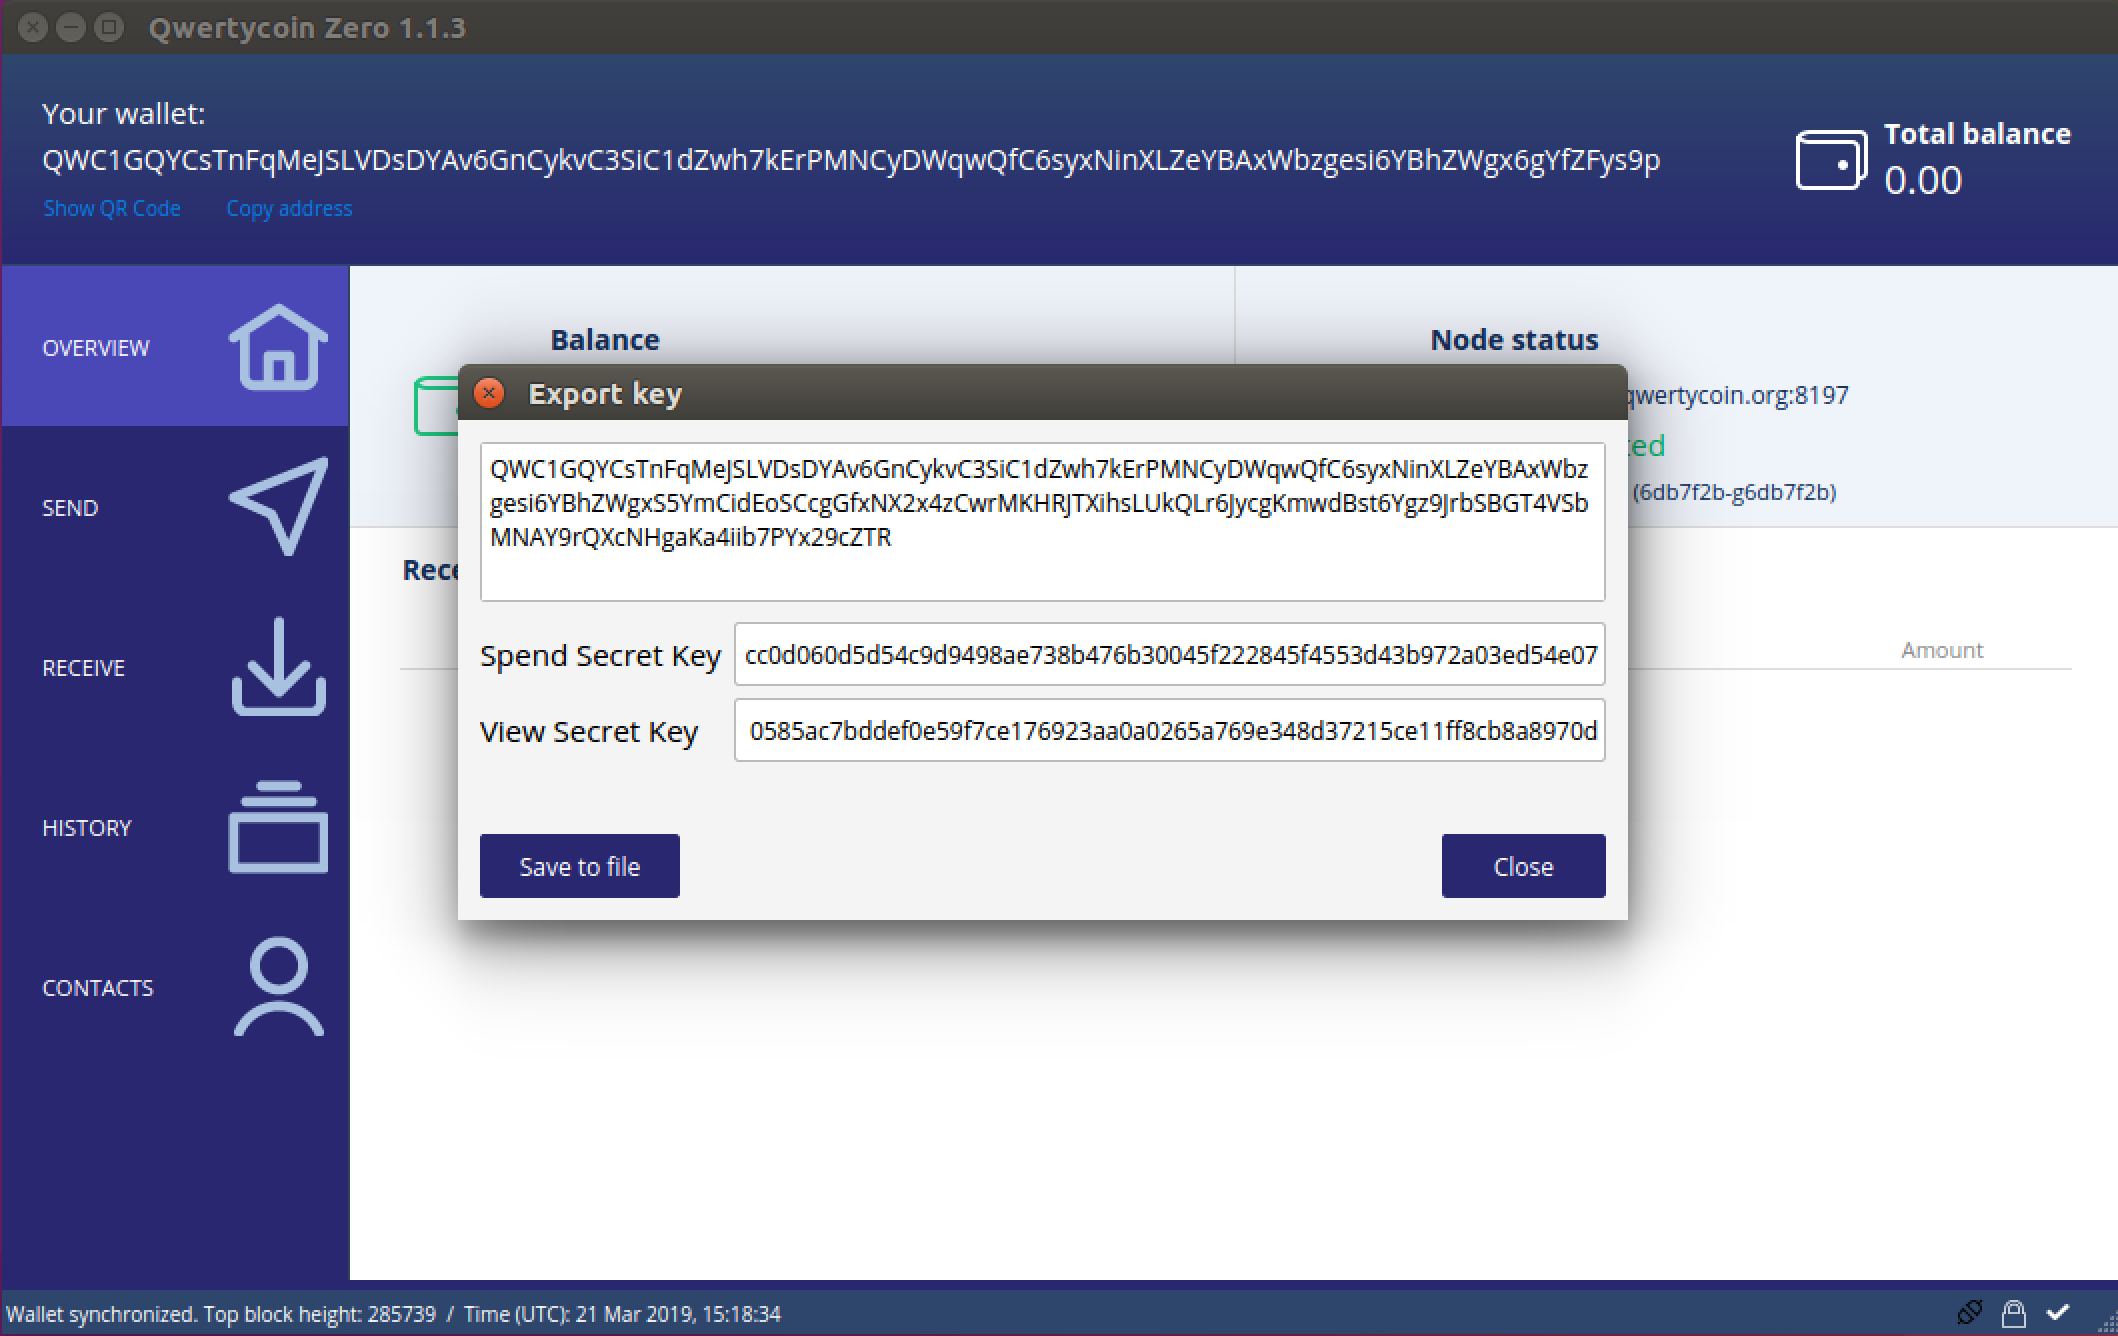 Qwertycoin Zero 1.1.3
Your wallet:
QWC1GQYCsTnFqMeJSLVDsDYAv6GnCykvC3SiC1dZwh7kErPMNCyDWqwQfC6syxNinXLZeYBAxWbzgesi6YBhZWgx6gYfZFys9p
Show QR Code Copy address
Total balance
0.00
OVERVIEW
SEND
RECEIVE
HISTORY
CONTACTS
Balance
Node status
qwertycoin.org:8197
(6db7f2b-g6db7f2b)
Amount
Export key
QWC1GQYCsTnFqMeJSLVDsDYAv6GnCykvC3SiC1dZwh7kErPMNCyDWqwQfC6syxNinXLZeYBAxWbz
gesi6YBhZWgxS5YmCidEoSCcgGfxNX2x4zCwrMKHRJTXihsLUkQLr6JycgKmwdBst6Ygz9JrbSBGT4VSb
MNAY9rQXcNHgaKa4iib7PYx29cZTR
Spend Secret Key cc0d060d5d54c9d9498ae738b476b30045f222845f4553d43b972a03ed54e07
View Secret Key 0585ac7bddef0e59f7ce176923aa0a0265a769e348d37215ce11ff8cb8a8970d
Save to file
Close
Wallet synchronized. Top block height: 285739 / Time (UTC): 21 Mar 2019, 15:18:34